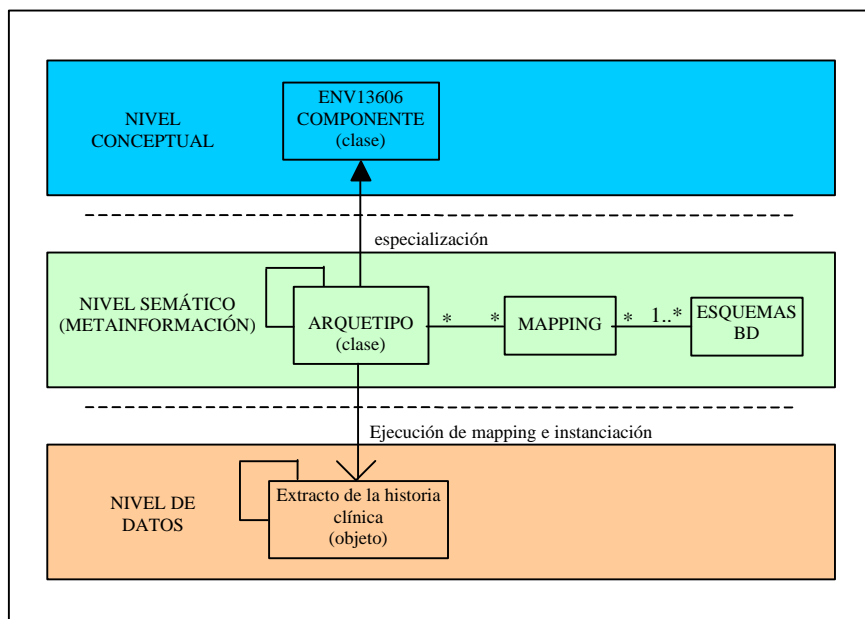 NIVEL
CONCEPTUAL
ENV13606
COMPONENTE
(clase)
especialización
NIVEL SEMÁTICO
(METAINFORMACIÓN)
ARQUETIPO
(clase)
*
*
MAPPING
*
1..*
ESQUEMAS
BD
Ejecución de mapping e instanciación
NIVEL DE
DATOS
Extracto de la historia
clínica
(objeto)